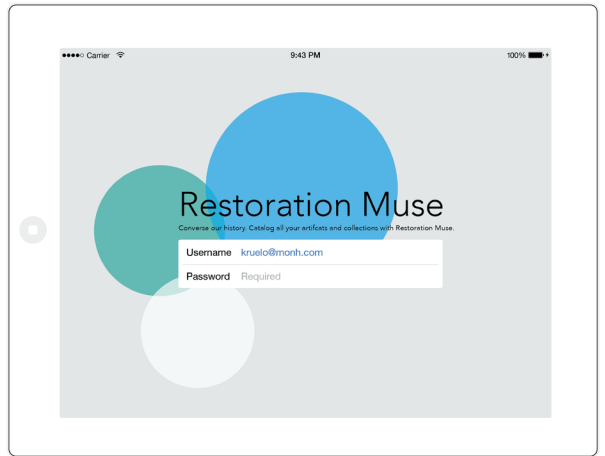 Carrier 9:43 PM 100%
Restoration Muse
Converse our history. Catalog all your artifcats and collections with Restoration Muse.
Username kruelo@monh.com
Password Required